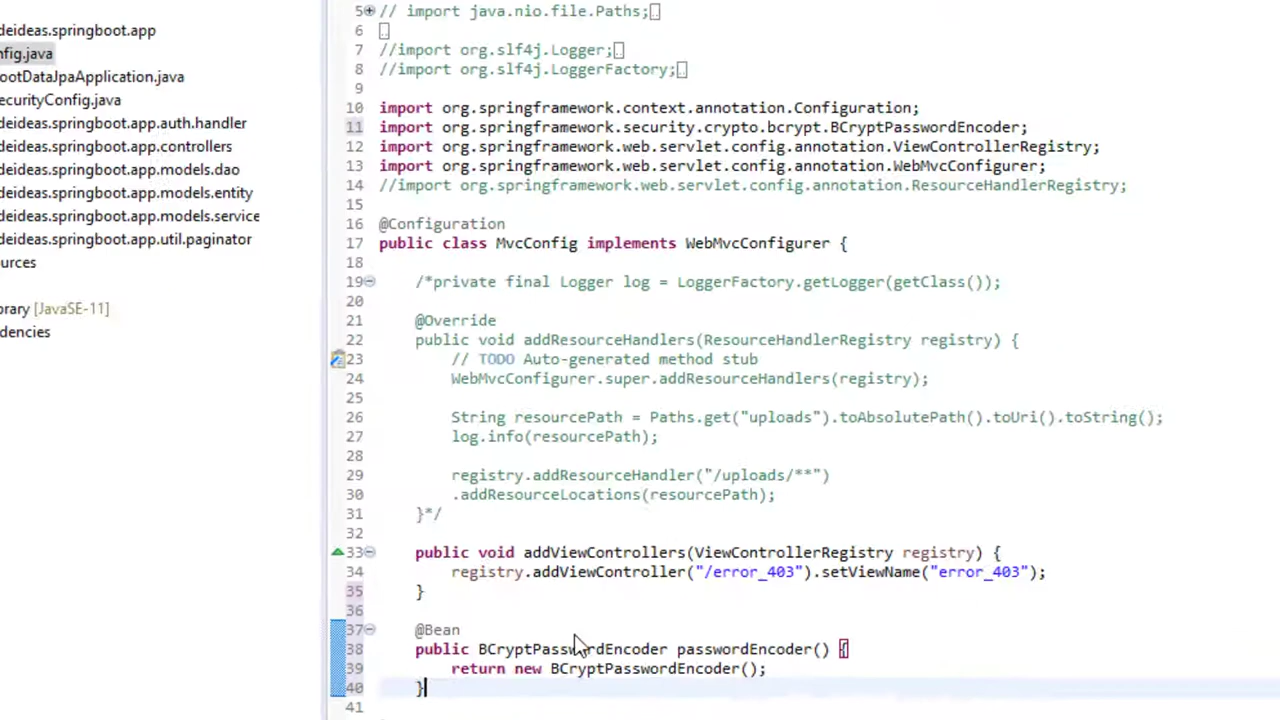 deideas.springboot.app
nfig.java
ootDataJpaApplication.java
ecurityConfig.java
deideas.springboot.app.auth.handler
deideas.springboot.app.controllers
deideas.springboot.app.models.dao
deideas.springboot.app.models.entity
deideas.springboot.app.models.service
deideas.springboot.app.util.paginator
ources
brary [JavaSE-11]
dencies
5 // import java.nio.file.Paths;
6
7 //import org.slf4j.Logger;
8 //import org.slf4j.LoggerFactory;
9
10 import org.springframework.context.annotation.Configuration;
11 import org.springframework.security.crypto.bcrypt.BCryptPasswordEncoder;
12 import org.springframework.web.servlet.config.annotation.ViewControllerRegistry;
13 import org.springframework.web.servlet.config.annotation.WebMvcConfigurer;
14 //import org.springframework.web.servlet.config.annotation.ResourceHandlerRegistry;
15
16 @Configuration
17 public class MvcConfig implements WebMvcConfigurer {
18
19 /*private final Logger log = LoggerFactory.getLogger(getClass());
20
21 @Override
22 public void addResourceHandlers(ResourceHandlerRegistry registry) {
23 // TODO Auto-generated method stub
24 WebMvcConfigurer.super.addResourceHandlers(registry);
25
26 String resourcePath = Paths.get("uploads").toAbsolutePath().toUri().toString();
27 log.info(resourcePath);
28
29 registry.addResourceHandler("/uploads/**")
30 .addResourceLocations(resourcePath);
31 }*/
32
33 public void addViewControllers(ViewControllerRegistry registry) {
34 registry.addViewController("/error_403").setViewName("error_403");
35 }
36
37 @Bean
38 public BCryptPasswordEncoder passwordEncoder() {
39 return new BCryptPasswordEncoder();
40 }
41